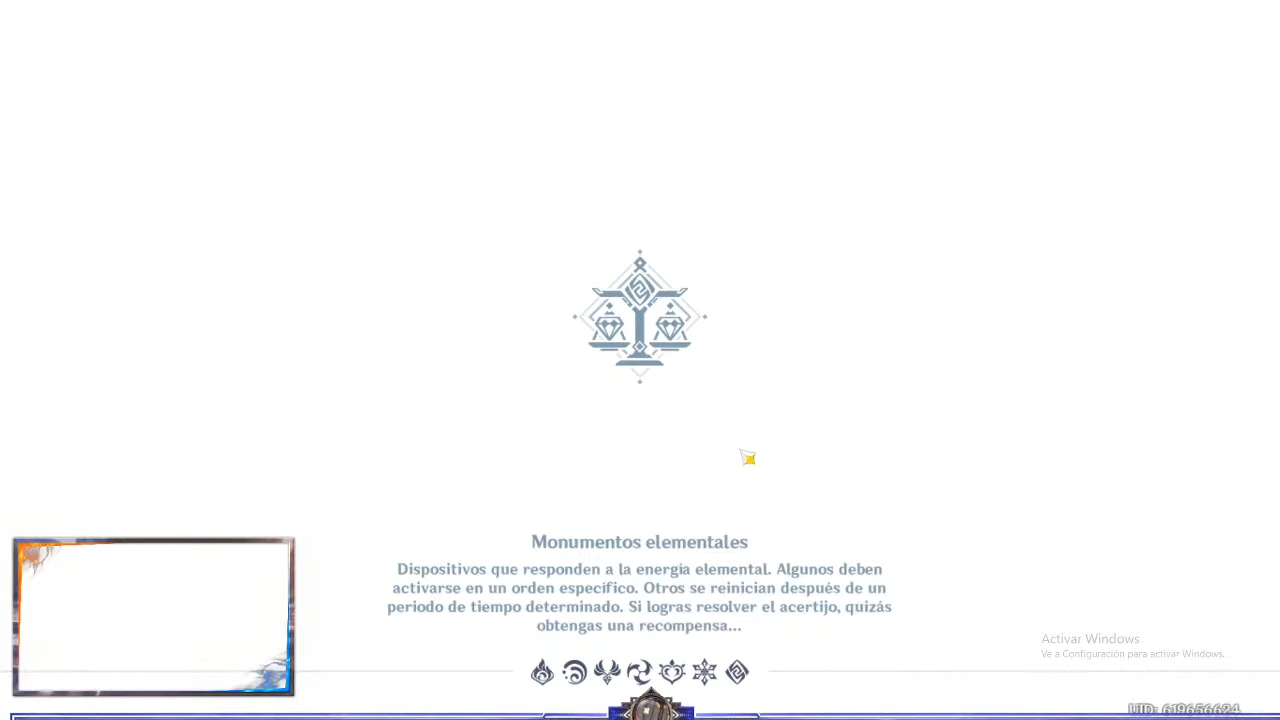 Monumentos elementales
Dispositivos que responden a la energía elemental. Algunos deben
activarse en un orden específico. Otros se reinician después de un
periodo de tiempo determinado. Si logras resolver el acertijo, quizás
obtengas una recompensa...
Activar Windows
Ve a Configuración para activar Windows.
UID: 619656624